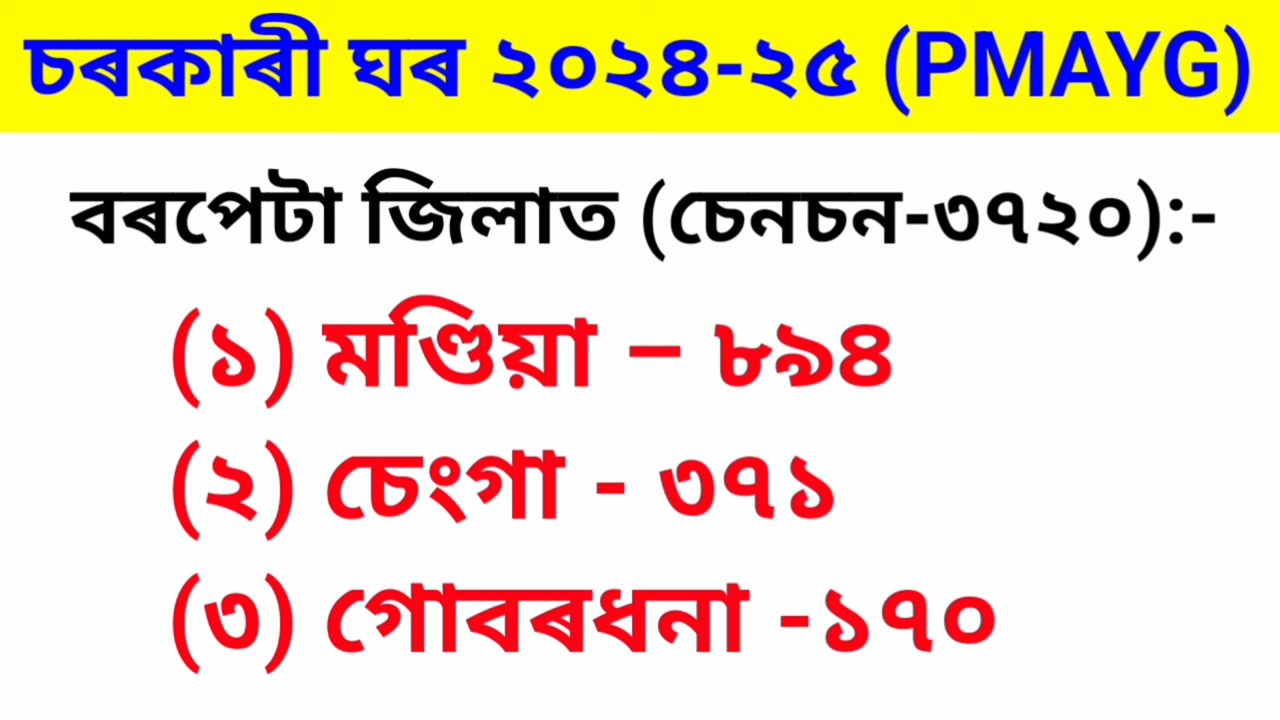 চৰকাৰী ঘৰ ২০২৪-২৫ (PMAYG)
বৰপেটা জিলাত (চেনচন-৩৭২০):-
(১) মণ্ডিয়া – ৮৯৪
(২) চেংগা - ৩৭১
(৩) গোবৰধনা -১৭০